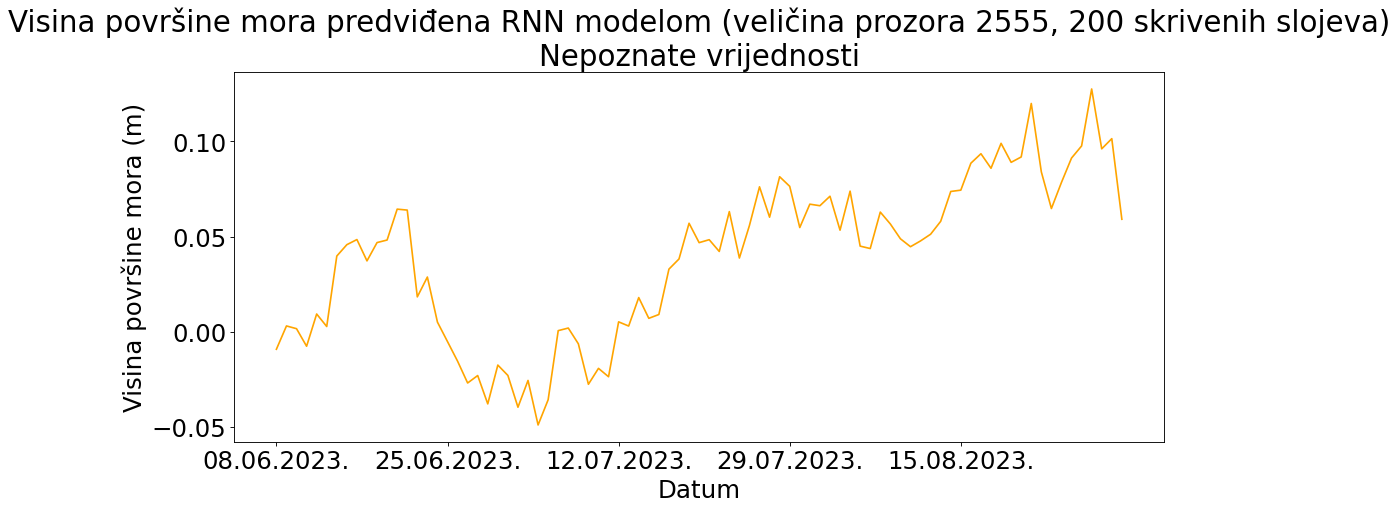 Visina površine mora predviđena RNN modelom (veličina prozora 2555, 200 skrivenih slojeva)
Nepoznate vrijednosti
Visina površine mora (m)
0.10
0.05
0.00
−0.05
08.06.2023. 25.06.2023. 12.07.2023. 29.07.2023. 15.08.2023.
Datum